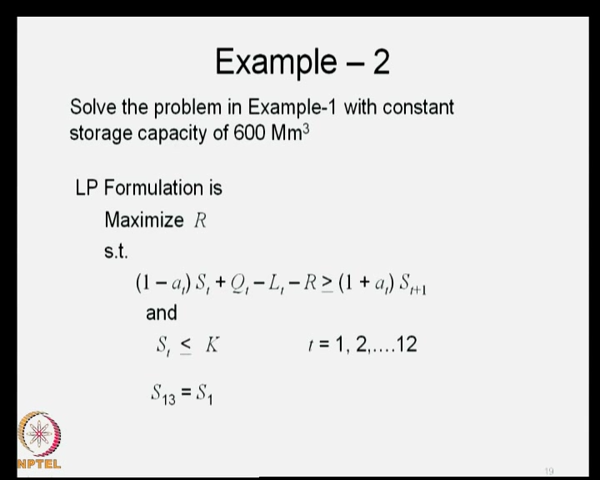 Example – 2
Solve the problem in Example-1 with constant
storage capacity of 600 Mm³
LP Formulation is
Maximize R
s.t.
(1 – aₜ) Sₜ + Qₜ – Lₜ – R ≥ (1 + aₜ) Sₜ₊₁
and
Sₜ ≤ K t = 1, 2,....12
S₁₃ = S₁
NPTEL
19